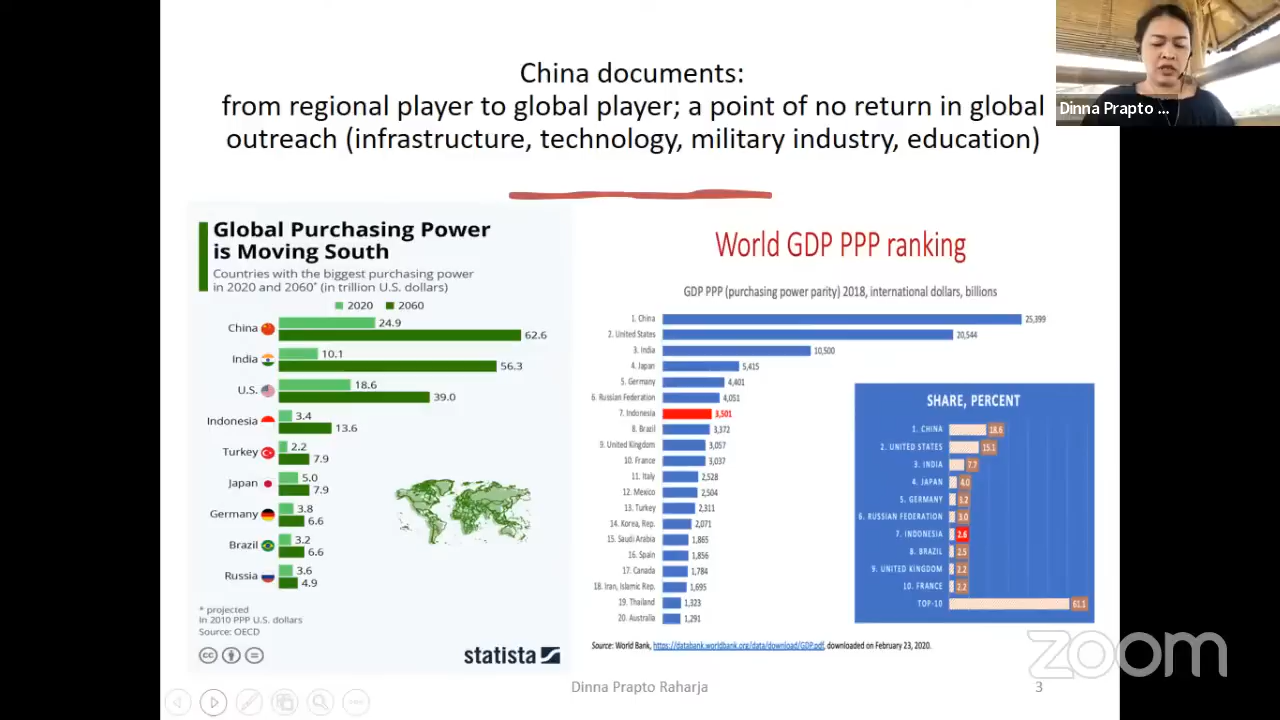 China documents:
from regional player to global player; a point of no return in global
outreach (infrastructure, technology, military industry, education)
Dinna Prapto ...
Global Purchasing Power
is Moving South
Countries with the biggest purchasing power
in 2020 and 2060* (in trillion U.S. dollars)
2020 2060
China 24.9
62.6
India 10.1
56.3
U.S. 18.6
39.0
Indonesia 3.4
13.6
Turkey 2.2
7.9
Japan 5.0
7.9
Germany 3.8
6.6
Brazil 3.2
6.6
Russia 3.6
4.9
* projected
In 2010 PPP U.S. dollars
Source: OECD
cc
statista
World GDP PPP ranking
GDP PPP (purchasing power parity) 2018, international dollars, billions
1. China 25,399
2. United States 20,544
3. India 10,500
4. Japan 5,415
5. Germany 4,401
6. Russian Federation 4,051
7. Indonesia 3,501
8. Brazil 3,372
9. United Kingdom 3,057
10. France 3,037
11. Italy 2,528
12. Mexico 2,504
13. Turkey 2,311
14. Korea, Rep. 2,071
15. Saudi Arabia 1,865
16. Spain 1,856
17. Canada 1,784
18. Iran, Islamic Rep. 1,695
19. Thailand 1,323
20. Australia 1,291
SHARE, PERCENT
1. CHINA 18.6
2. UNITED STATES 15.1
3. INDIA 7.7
4. JAPAN 4.0
5. GERMANY 3.2
6. RUSSIAN FEDERATION 3.0
7. INDONESIA 2.6
8. BRAZIL 2.5
9. UNITED KINGDOM 2.2
10. FRANCE 2.2
TOP-10 61.1
Source: World Bank, https://databank.worldbank.org/data/download/GDP.pdf, downloaded on February 23, 2020.
zoom
Dinna Prapto Raharja
3